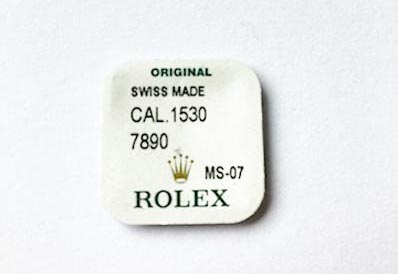 ORIGINAL
SWISS MADE
CAL.1530
7890
MS-07
ROLEX